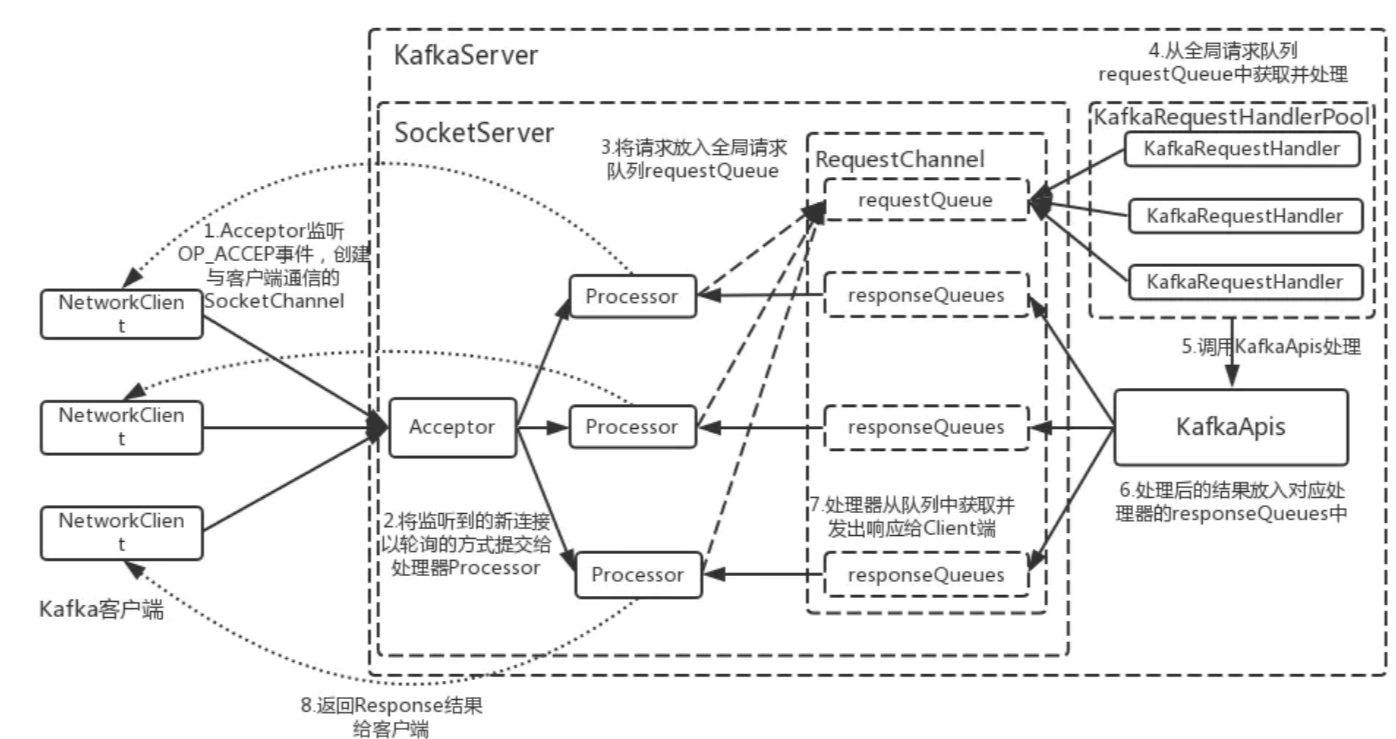 KafkaServer
4.从全局请求队列
requestQueue中获取并处理
SocketServer
3.将请求放入全局请求
队列requestQueue
RequestChannel
requestQueue
KafkaRequestHandlerPool
KafkaRequestHandler
KafkaRequestHandler
KafkaRequestHandler
1.Acceptor监听
OP_ACCEP事件，创建
与客户端通信的
SocketChannel
NetworkClien
t
NetworkClien
t
NetworkClien
t
Kafka客户端
Acceptor
Processor
Processor
Processor
responseQueues
responseQueues
responseQueues
5.调用KafkaApis处理
KafkaApis
6.处理后的结果放入对应处
理器的responseQueues中
2.将监听到的新连接
以轮询的方式提交给
处理器Processor
7.处理器从队列中获取并
发出响应给Client端
8.返回Response结果
给客户端